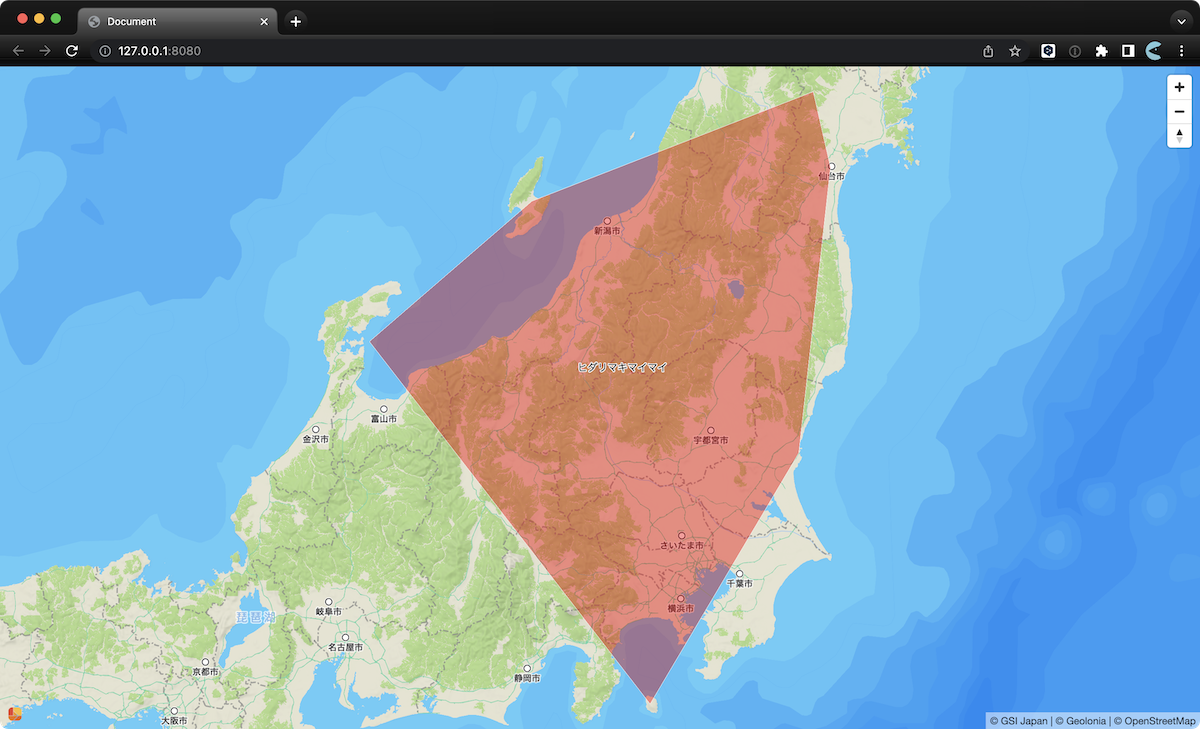 Document
127.0.0.1:8080
仙台市
新潟市
ヒダリマキマイマイ
富山市
金沢市
宇都宮市
さいたま市
千葉市
岐阜市
横浜市
琵琶湖
名古屋市
京都市
静岡市
大阪市
© GSI Japan | © Geolonia | © OpenStreetMap